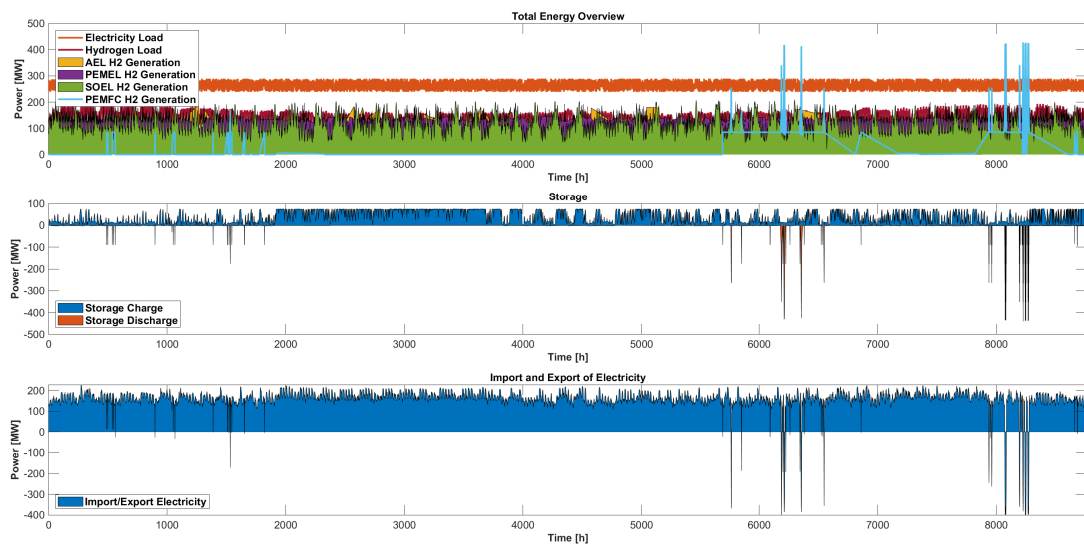 Total Energy Overview
500
400
300
200
100
0
Power [MW]
Electricity Load
Hydrogen Load
AEL H2 Generation
PEMEL H2 Generation
SOEL H2 Generation
PEMFC H2 Generation
0 1000 2000 3000 4000 5000 6000 7000 8000
Time [h]
Storage
100
0
-100
-200
-300
-400
-500
Power [MW]
Storage Charge
Storage Discharge
0 1000 2000 3000 4000 5000 6000 7000 8000
Time [h]
Import and Export of Electricity
200
100
0
-100
-200
-300
-400
Power [MW]
Import/Export Electricity
0 1000 2000 3000 4000 5000 6000 7000 8000
Time [h]